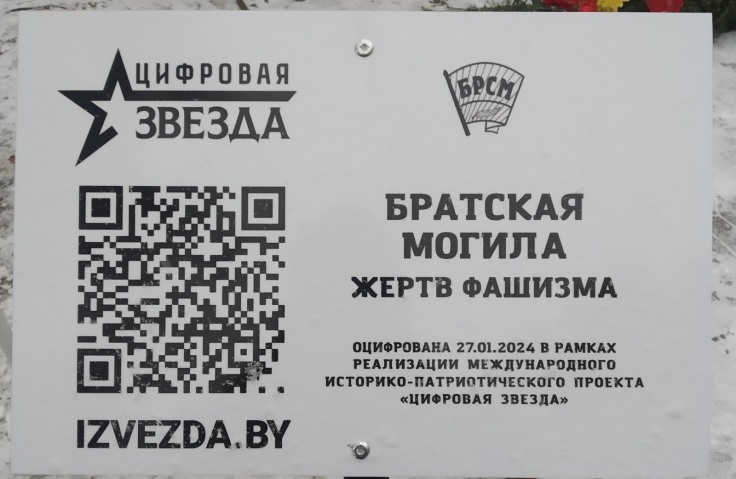 ЦИФРОВАЯ
ЗВЕЗДА
БРСМ
БРАТСКАЯ
МОГИЛА
ЖЕРТВ ФАШИЗМА
ОЦИФРОВАНА 27.01.2024 В РАМКАХ
РЕАЛИЗАЦИИ МЕЖДУНАРОДНОГО
ИСТОРИКО-ПАТРИОТИЧЕСКОГО ПРОЕКТА
«ЦИФРОВАЯ ЗВЕЗДА»
IZVEZDA.BY